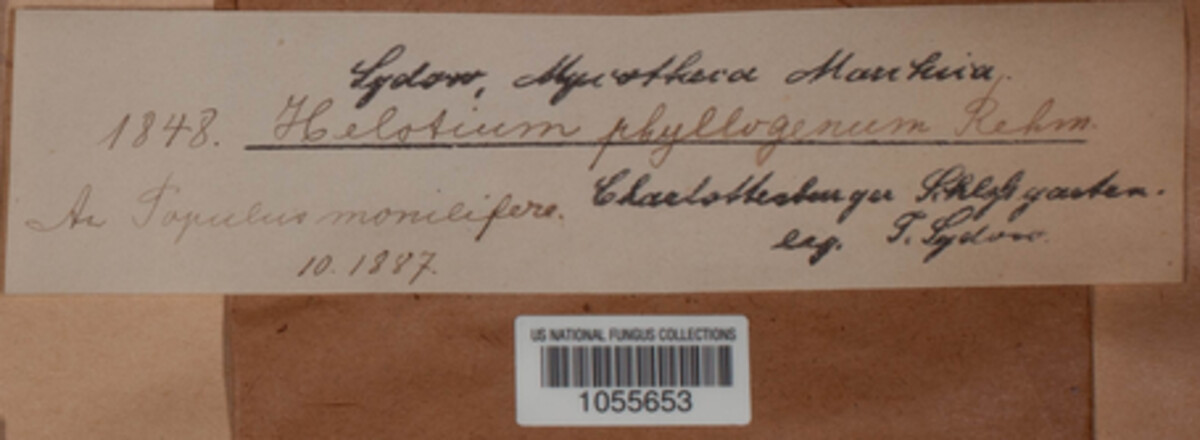 Sydow, Mycotheca Marchica.
1848. Helotium phyllogenum Rehm.
An Populus monilifera. Charlottenburger Schloßgarten.
10.1887. leg. P. Sydow.
US NATIONAL FUNGUS COLLECTIONS
1055653